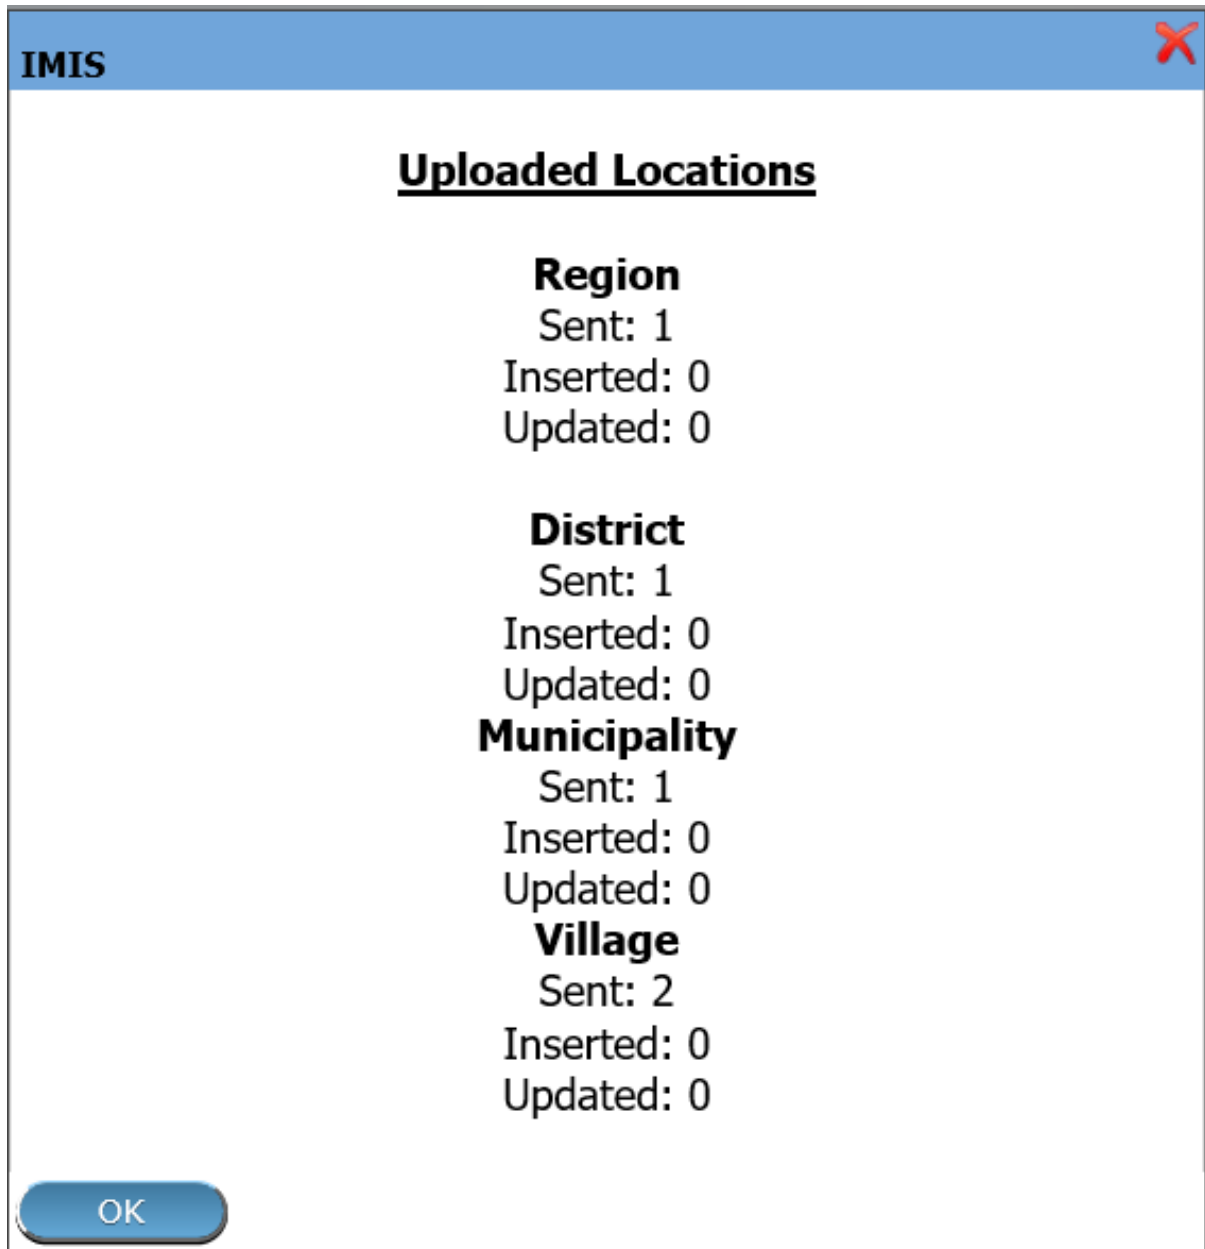 IMIS
Uploaded Locations
Region
Sent: 1
Inserted: 0
Updated: 0
District
Sent: 1
Inserted: 0
Updated: 0
Municipality
Sent: 1
Inserted: 0
Updated: 0
Village
Sent: 2
Inserted: 0
Updated: 0
OK